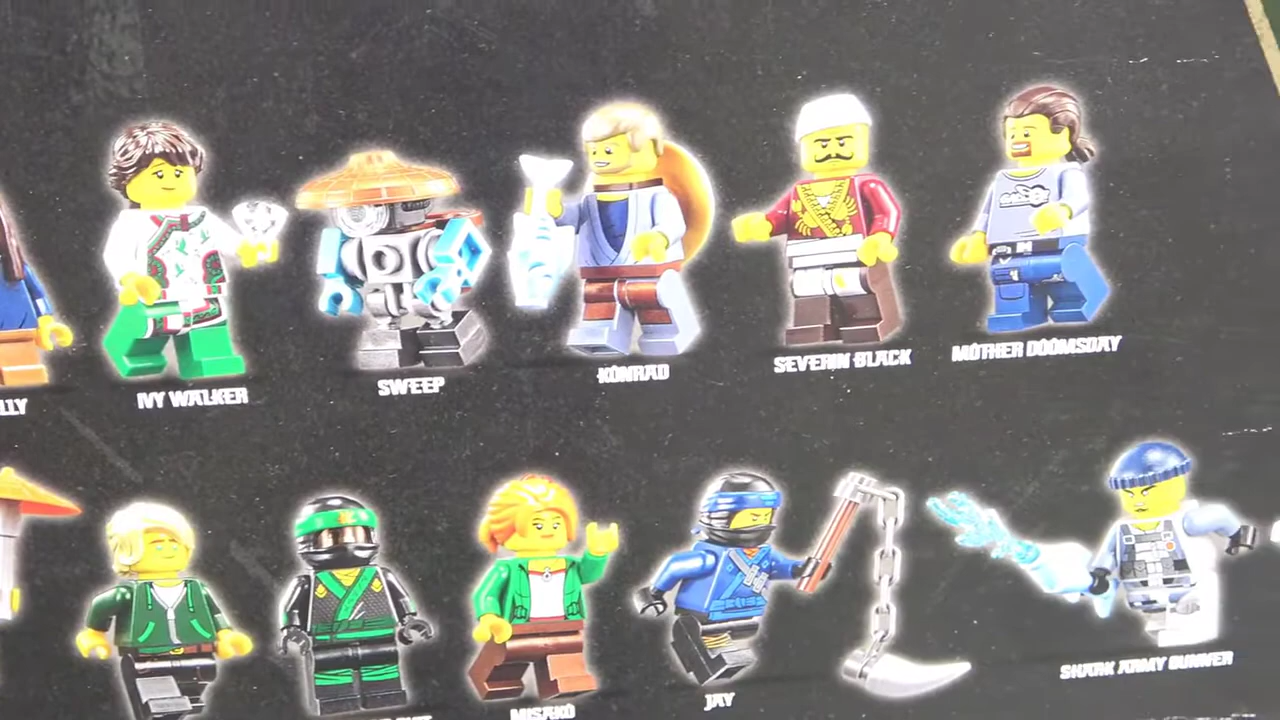 IVY WALKER
SWEEP
KONRAD
SEVERIN BLACK
MOTHER DOOMSDAY
MISAKO
JAY
SHARK ARMY GUNNER